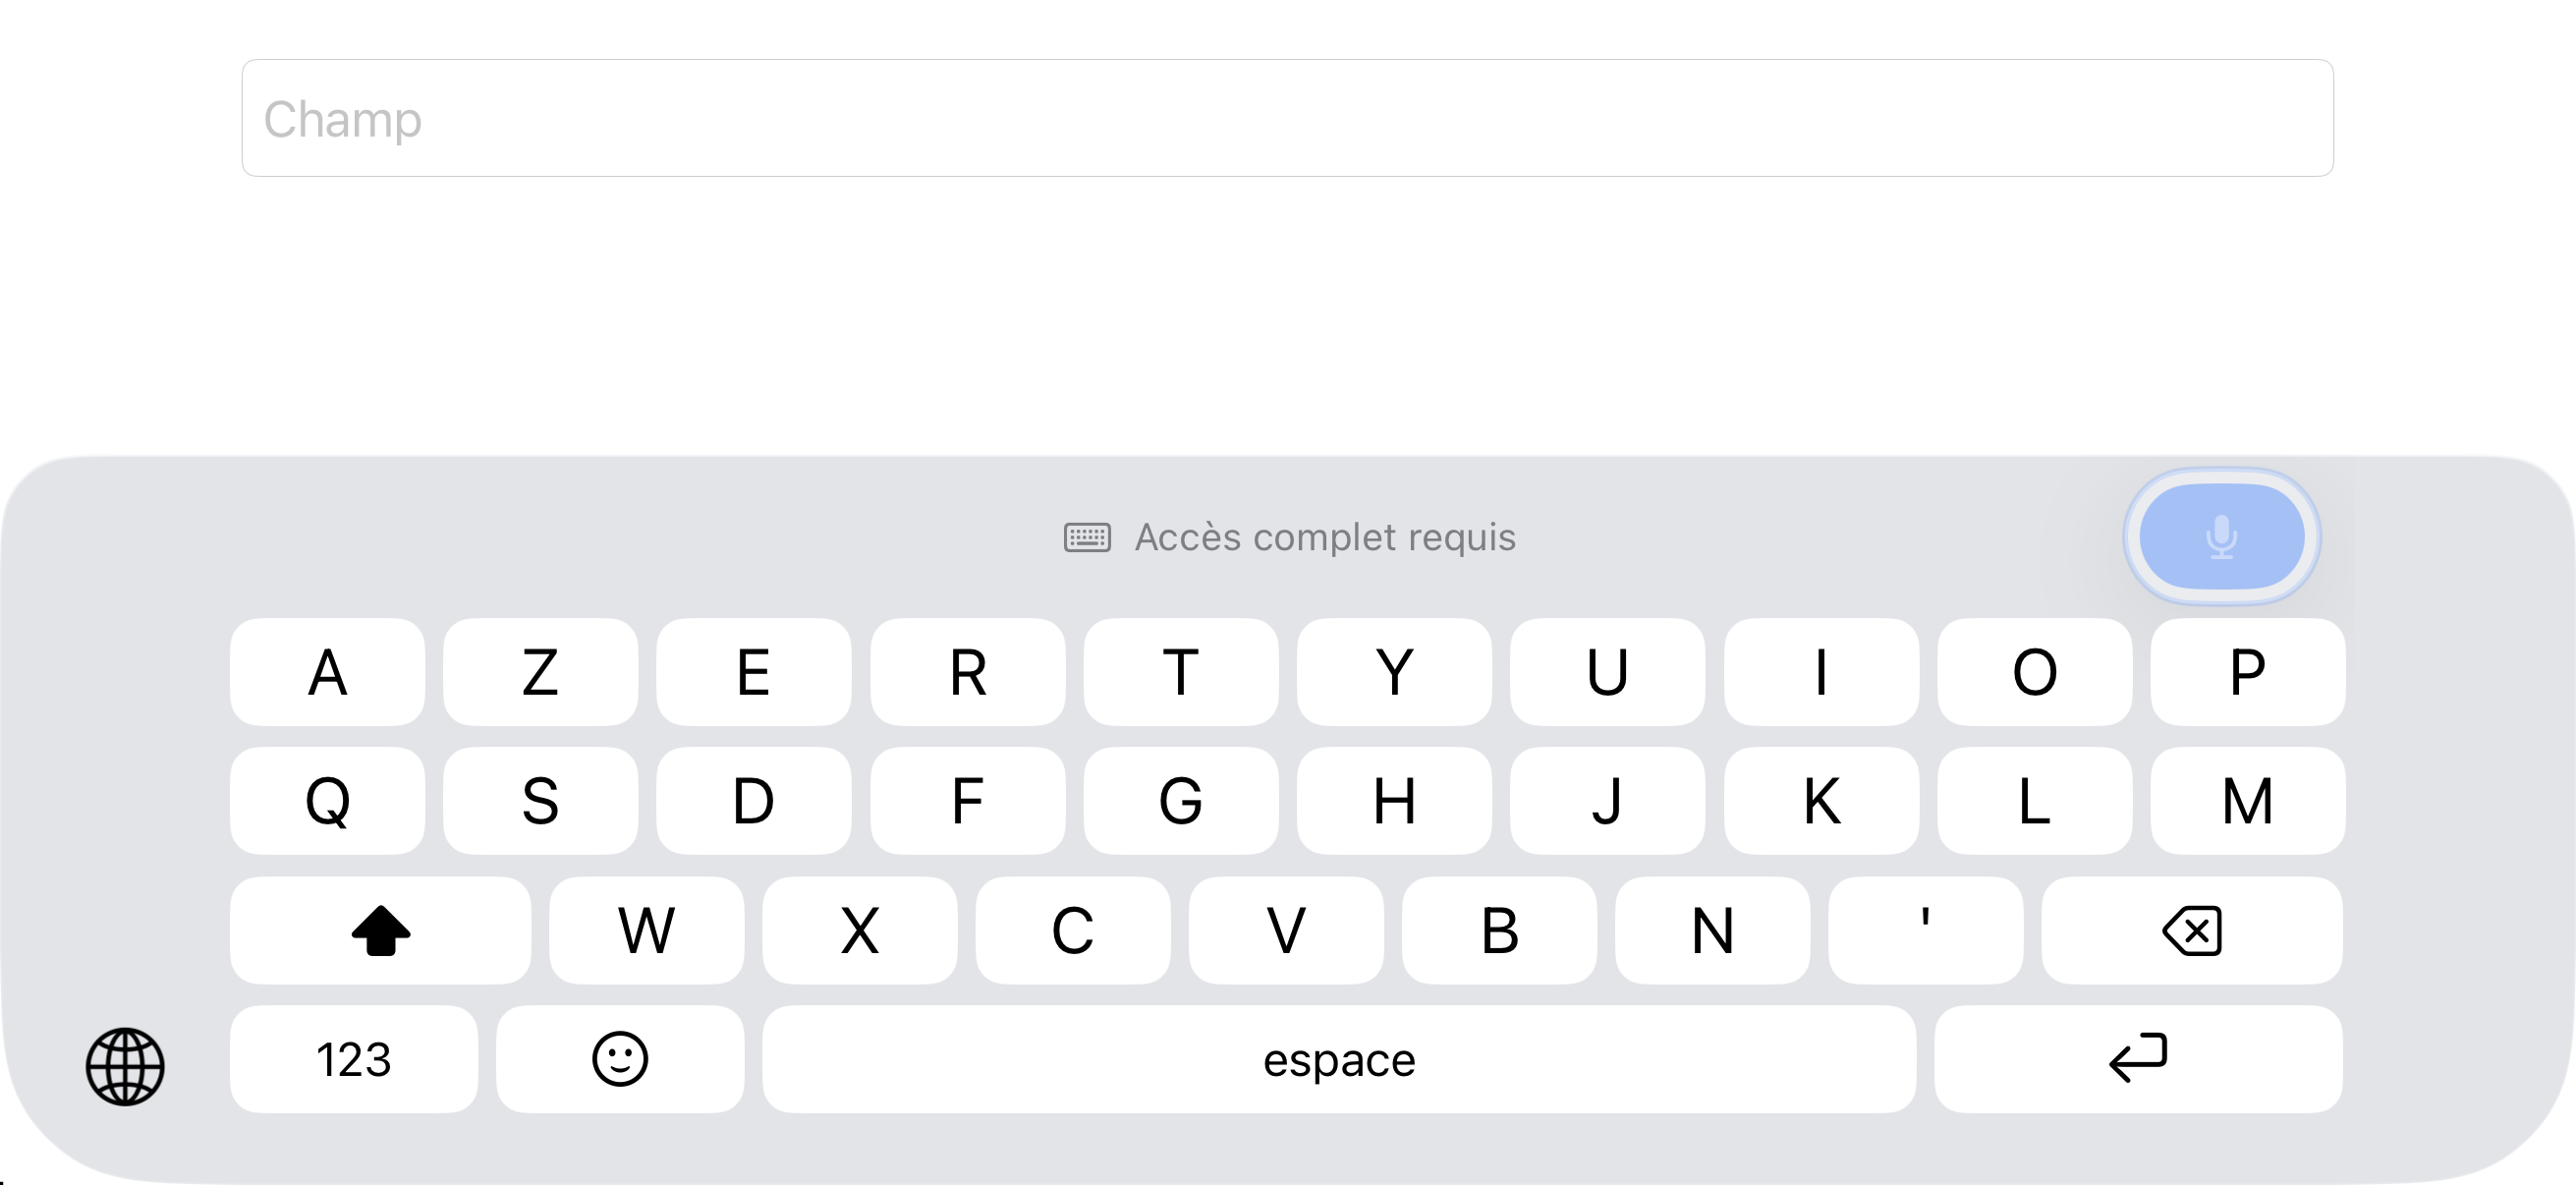 Champ
Accès complet requis
A Z E R T Y U I O P
Q S D F G H J K L M
W X C V B N '
123 espace